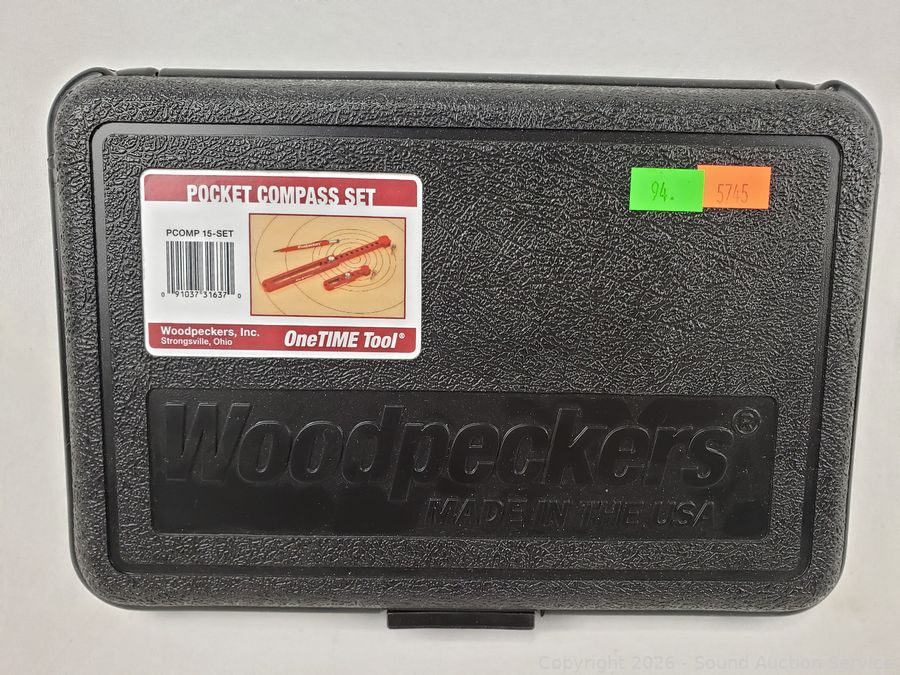 POCKET COMPASS SET
PCOMP 15-SET
0 91037 31637 0
Woodpeckers, Inc.
Strongsville, Ohio
OneTIME Tool®
94.
5745
Woodpeckers®
MADE IN THE USA
Copyright 2026 - Sound Auction Service